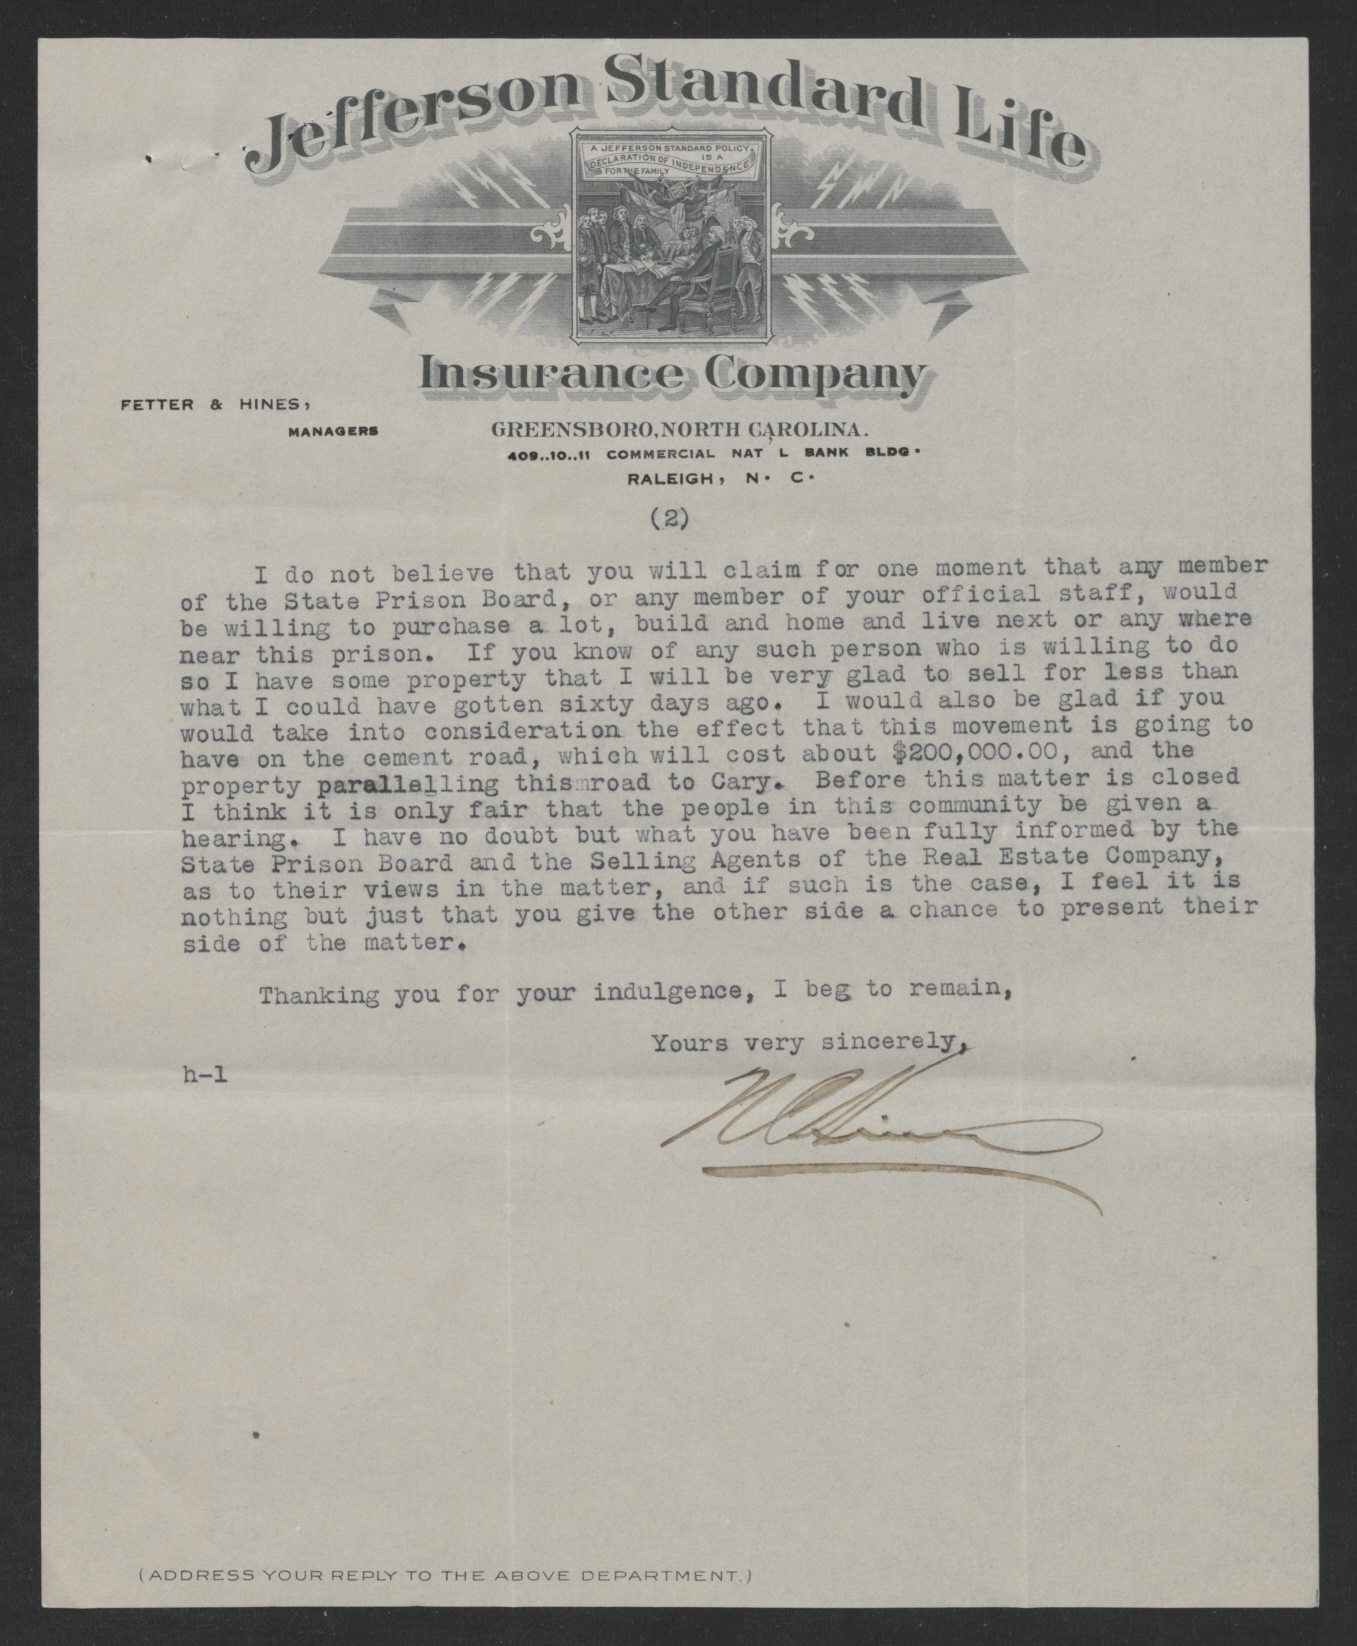 Jefferson Standard Life
A JEFFERSON STANDARD POLICY
IS A
DECLARATION OF INDEPENDENCE
FOR THE FAMILY
Insurance Company
FETTER & HINES,
MANAGERS
GREENSBORO, NORTH CAROLINA.
409..10..11 COMMERCIAL NAT'L BANK BLDG.
RALEIGH, N. C.
(2)
I do not believe that you will claim for one moment that any member
of the State Prison Board, or any member of your official staff, would
be willing to purchase a lot, build and home and live next or any where
near this prison. If you know of any such person who is willing to do
so I have some property that I will be very glad to sell for less than
what I could have gotten sixty days ago. I would also be glad if you
would take into consideration the effect that this movement is going to
have on the cement road, which will cost about $200,000.00, and the
property parallelling this road to Cary. Before this matter is closed
I think it is only fair that the people in this community be given a
hearing. I have no doubt but what you have been fully informed by the
State Prison Board and the Selling Agents of the Real Estate Company,
as to their views in the matter, and if such is the case, I feel it is
nothing but just that you give the other side a chance to present their
side of the matter.
Thanking you for your indulgence, I beg to remain,
Yours very sincerely,
h-l
(ADDRESS YOUR REPLY TO THE ABOVE DEPARTMENT.)